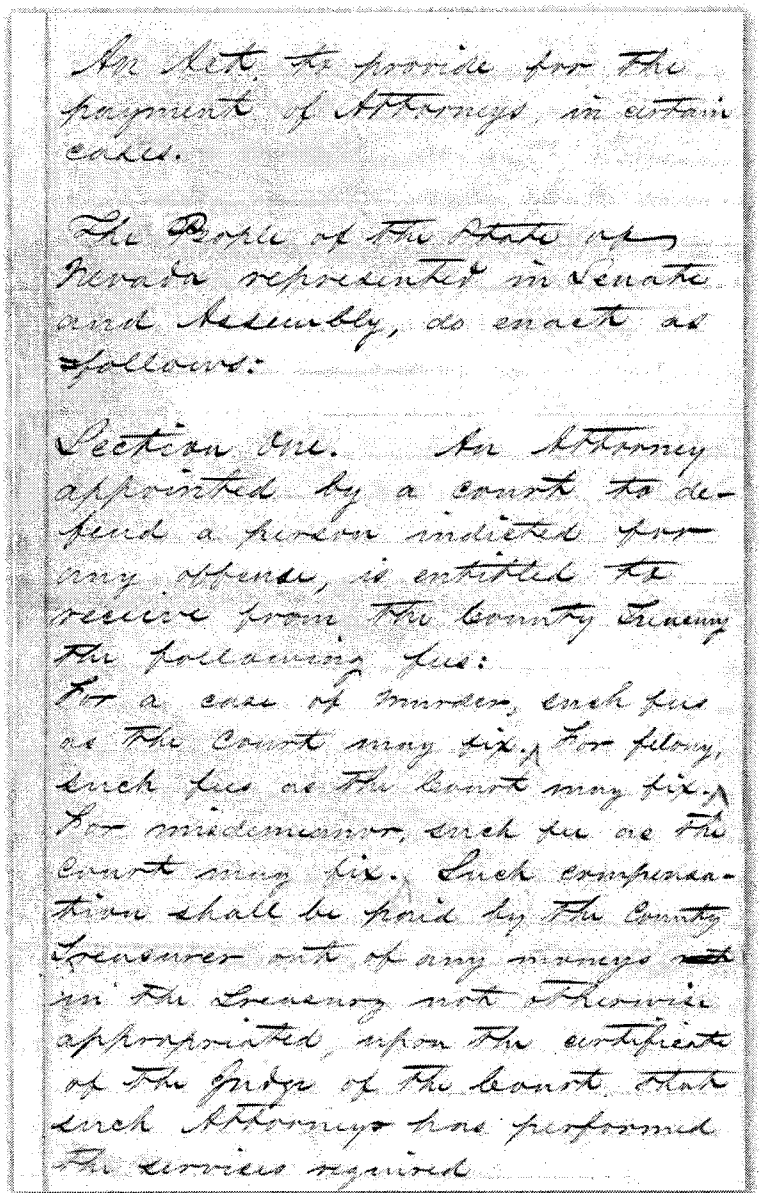 An Act, to provide for the
payment of Attorneys, in certain
cases.
The People of the State of
Nevada represented in Senate
and Assembly, do enact as
follows:
Section One. An Attorney
appointed by a court to de-
fend a person indicted for
any offense, is entitled to
receive from the County Treasury
the following fees:
For a case of murder, such fees
as the Court may fix. For felony,
such fees as the Court may fix.
For misdemeanor, such fee as the
Court may fix. Such compensa-
tion shall be paid by the County
Treasurer out of any moneys
in the Treasury not otherwise
appropriated, upon the certificate
of the Judge of the Court, that
such Attorneys has performed
the services required